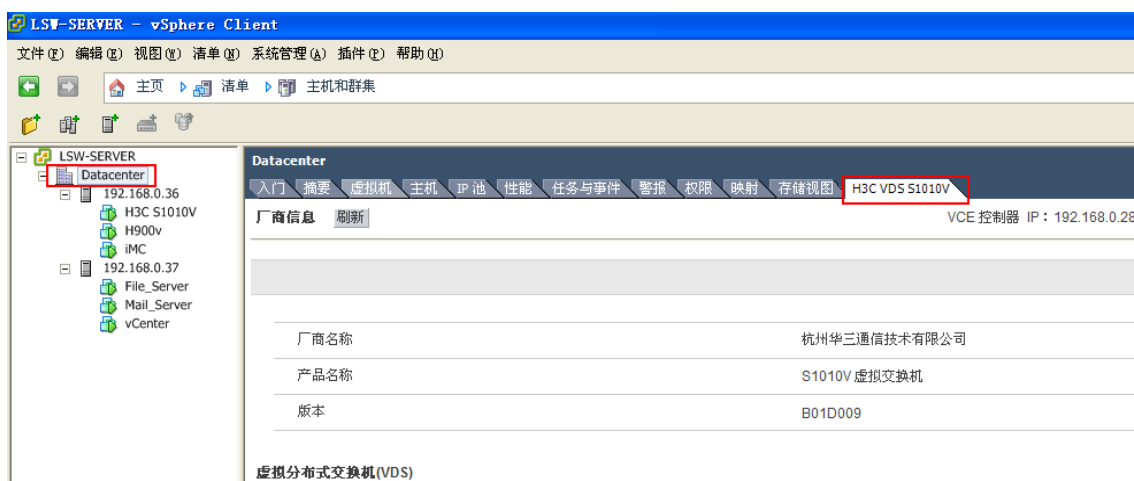 LSW-SERVER - vSphere Client
文件(F) 编辑(E) 视图(W) 清单(N) 系统管理(A) 插件(P) 帮助(H)
主页 清单 主机和群集
LSW-SERVER
Datacenter
192.168.0.36
H3C S1010V
H900v
iMC
192.168.0.37
File_Server
Mail_Server
vCenter
Datacenter
入门 摘要 虚拟机 主机 IP 池 性能 任务与事件 警报 权限 映射 存储视图 H3C VDS S1010V
厂商信息 刷新 VCE 控制器 IP：192.168.0.28
厂商名称 杭州华三通信技术有限公司
产品名称 S1010V 虚拟交换机
版本 B01D009
虚拟分布式交换机(VDS)